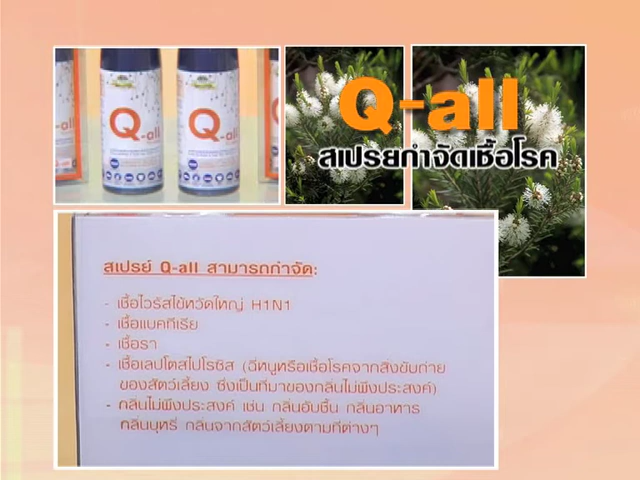 Q-all
Q-all
Q-all
สเปรยกำจัดเชื้อโรค
สเปรย์ Q-all สามารถกำจัด:
- เชื้อไวรัสไข้หวัดใหญ่ H1N1
- เชื้อแบคทีเรีย
- เชื้อรา
- เชื้อเลปโตสไปโรซิส (ฉี่หนูหรือเชื้อโรคจากสิ่งขับถ่าย
ของสัตว์เลี้ยง ซึ่งเป็นที่มาของกลิ่นไม่พึงประสงค์)
- กลิ่นไม่พึงประสงค์ เช่น กลิ่นอับชื้น กลิ่นอาหาร
กลิ่นบุหรี่ กลิ่นจากสัตว์เลี้ยงตามที่ต่างๆ